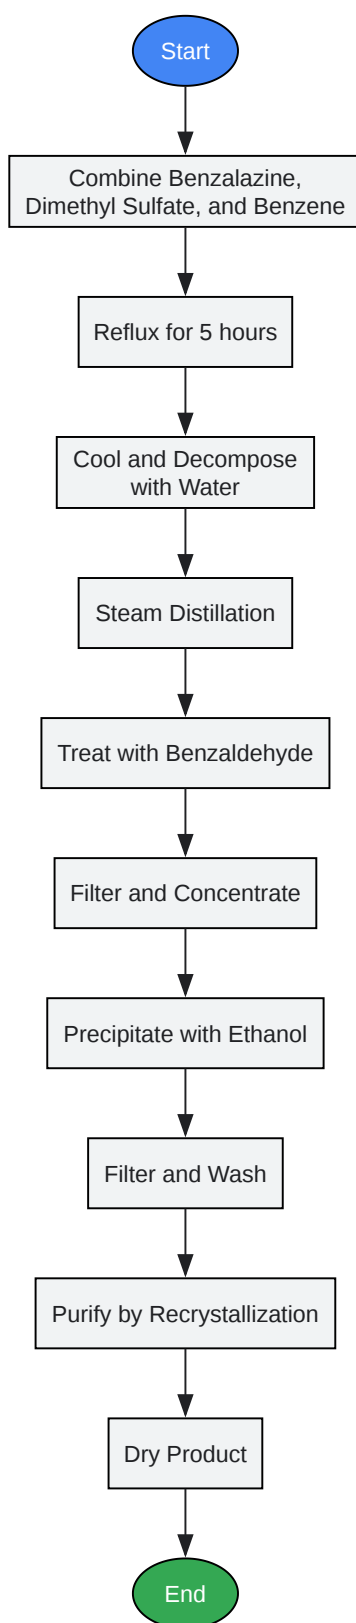 Start
Combine Benzalazine,
Dimethyl Sulfate, and Benzene
Reflux for 5 hours
Cool and Decompose
with Water
Steam Distillation
Treat with Benzaldehyde
Filter and Concentrate
Precipitate with Ethanol
Filter and Wash
Purify by Recrystallization
Dry Product
End